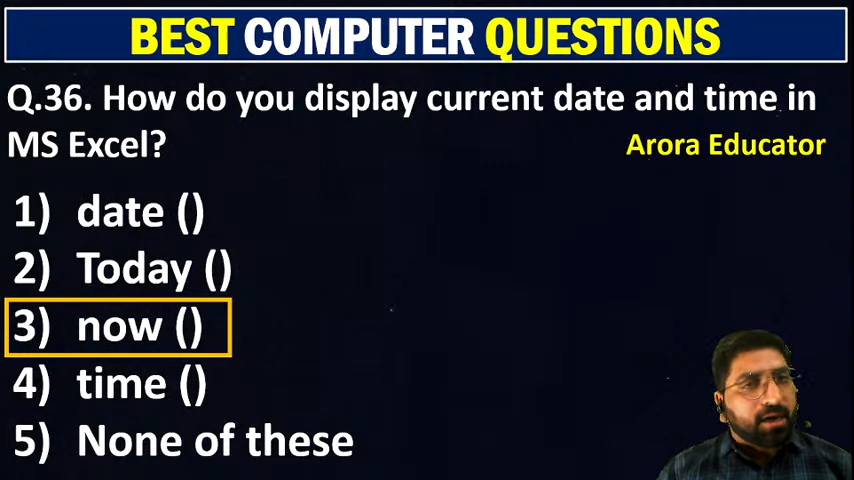 BEST COMPUTER QUESTIONS
Q.36. How do you display current date and time in
MS Excel?
Arora Educator
1) date ()
2) Today ()
3) now ()
4) time ()
5) None of these